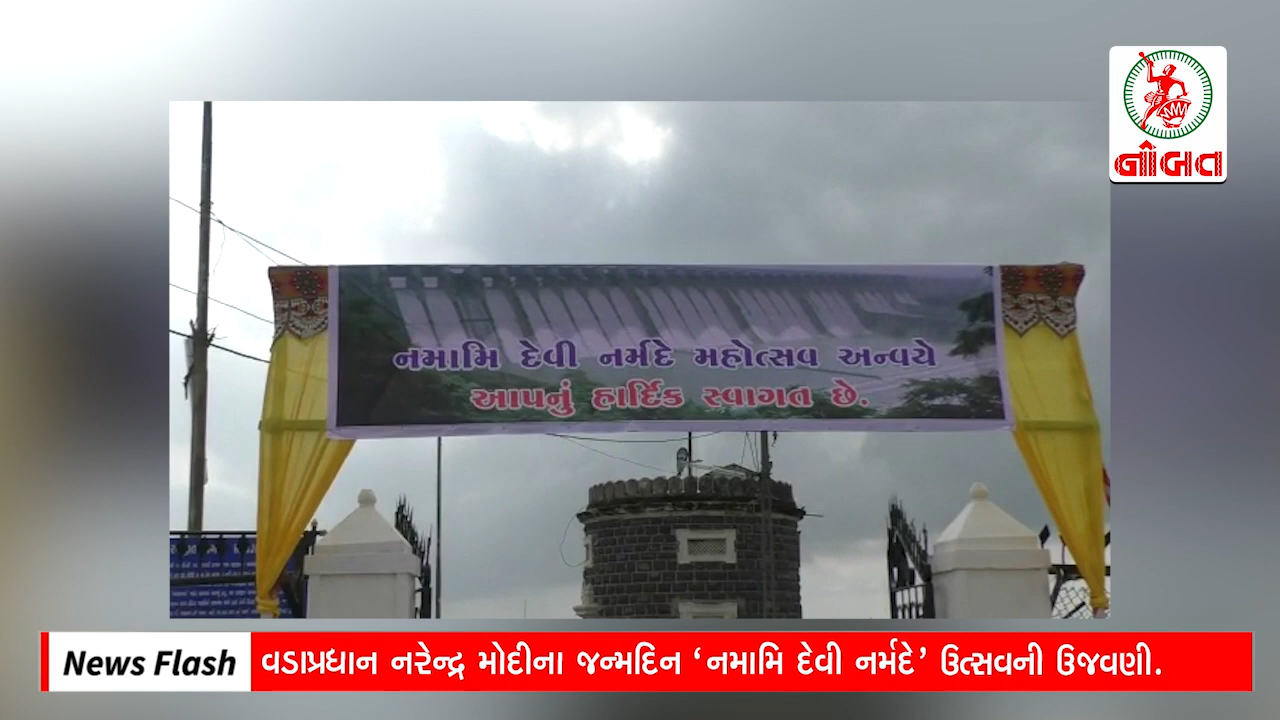 નોબત
નમામિ દેવી નર્મદે મહોત્સવ અન્વયે
આપનું હાર્દિક સ્વાગત છે.
News Flash
વડાપ્રધાન નરેન્દ્ર મોદીના જન્મદિન ‘નમામિ દેવી નર્મદે’ ઉત્સવની ઉજવણી.